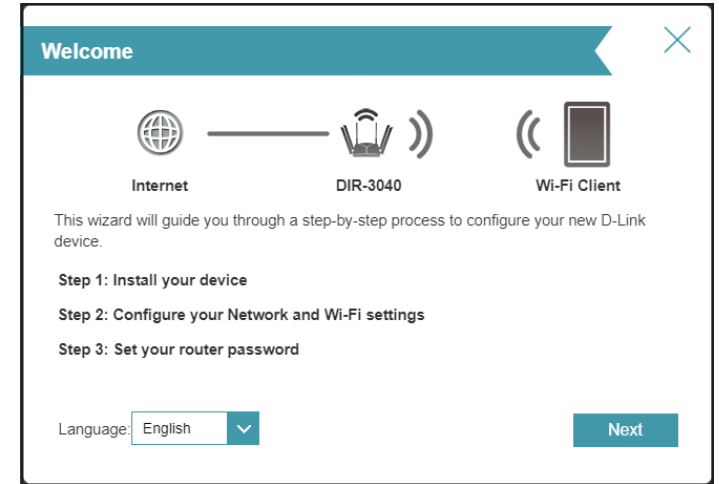 Welcome
Internet
DIR-3040
Wi-Fi Client
This wizard will guide you through a step-by-step process to configure your new D-Link
device.
Step 1: Install your device
Step 2: Configure your Network and Wi-Fi settings
Step 3: Set your router password
Language: English
Next